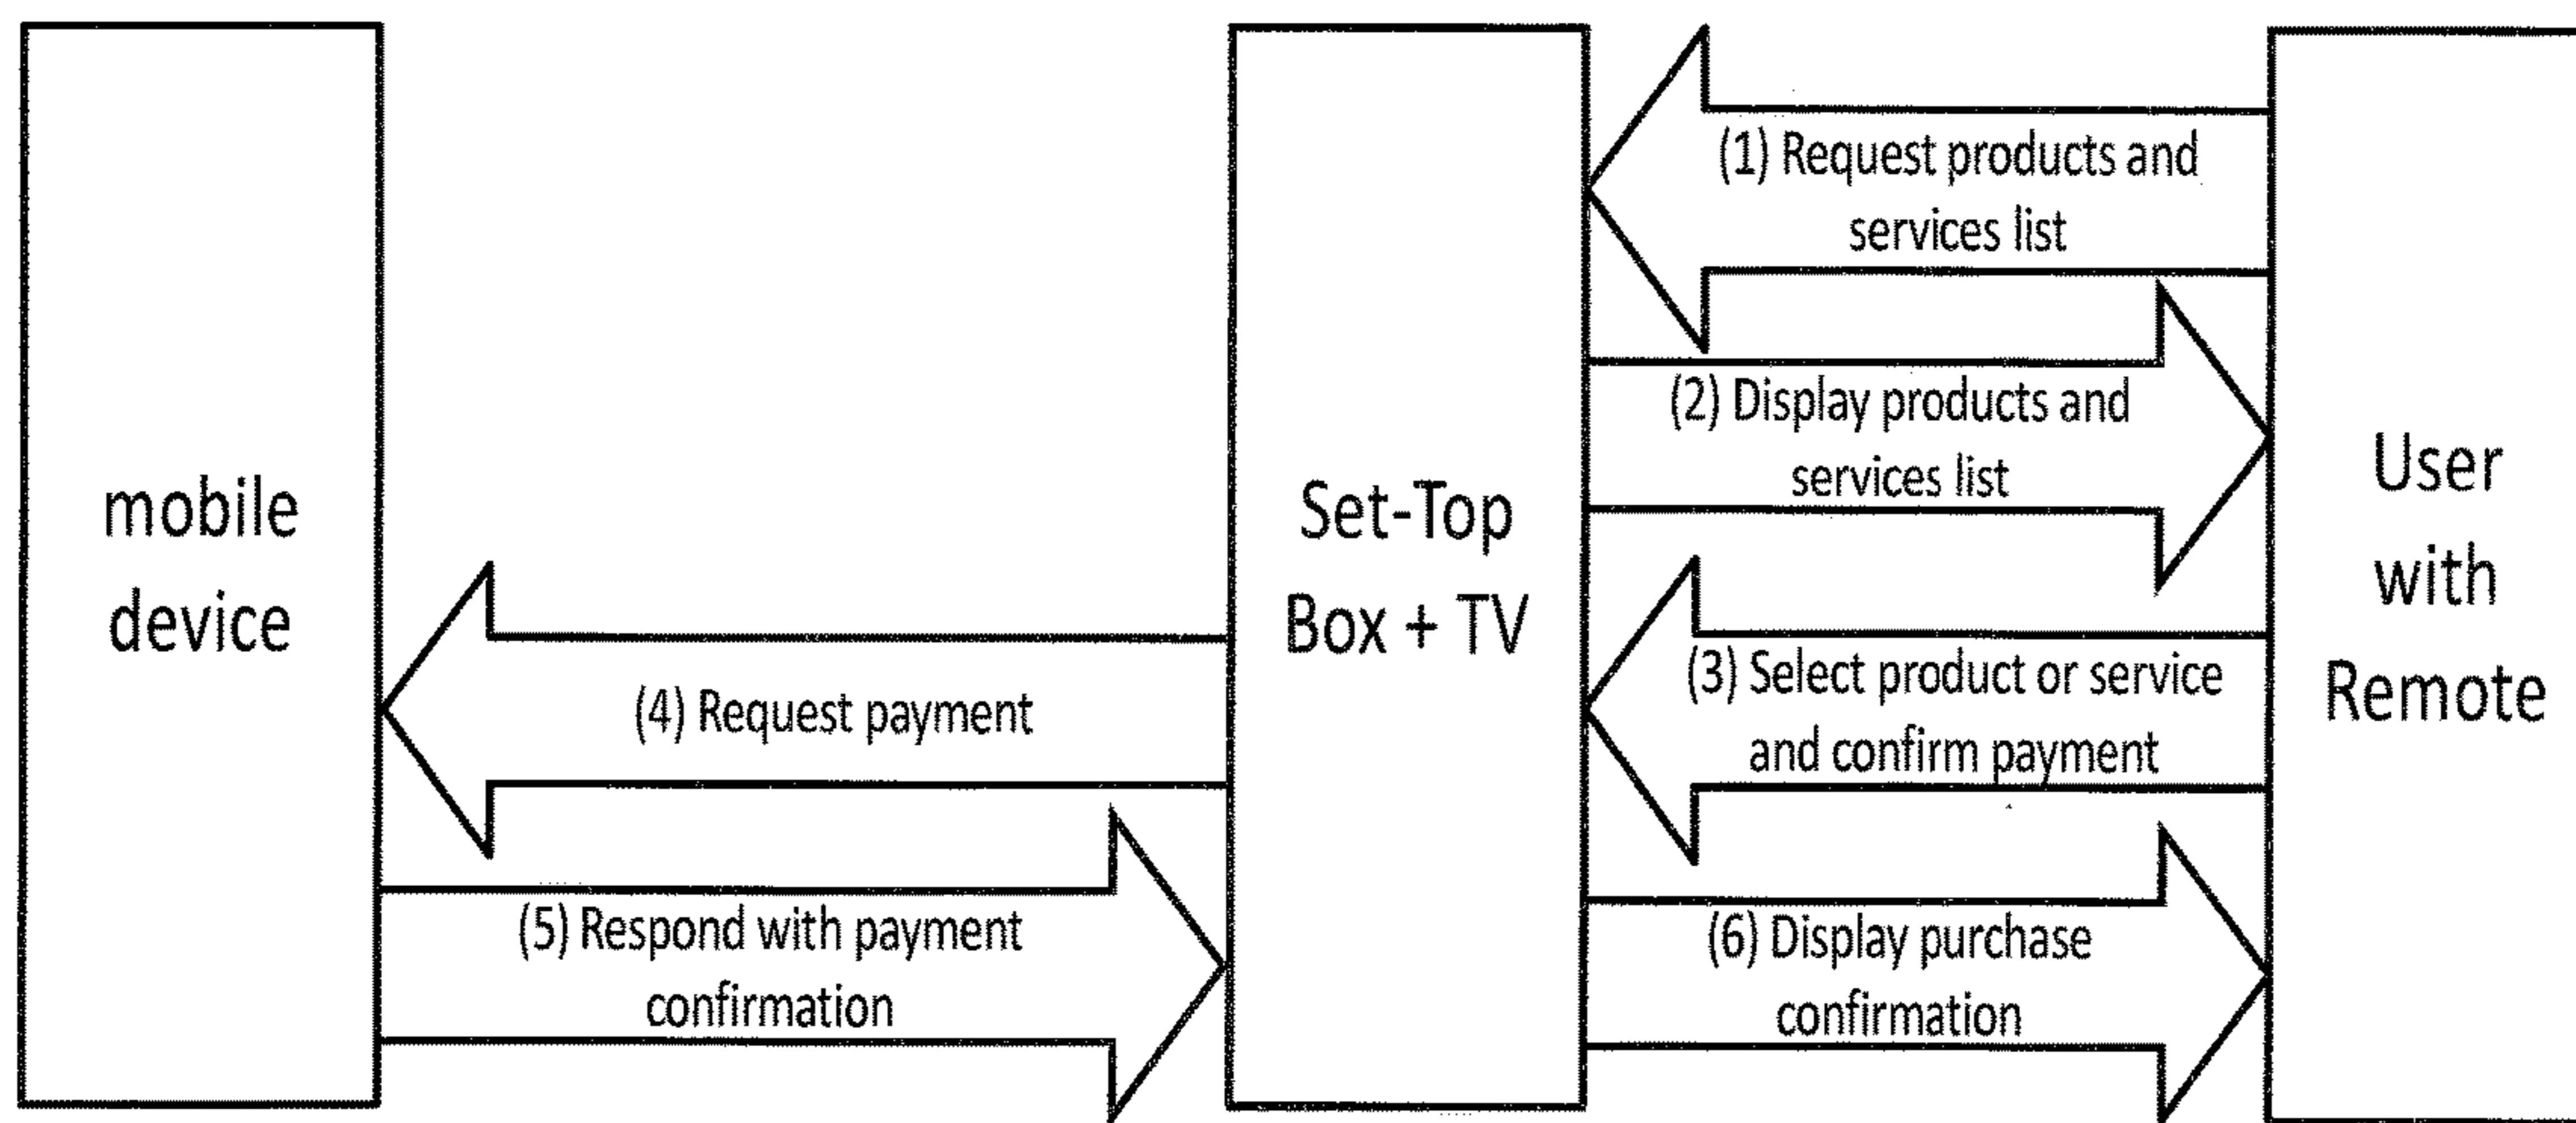 mobile
device
Set-Top
Box + TV
User
with
Remote
(1) Request products and
services list
(2) Display products and
services list
(3) Select product or service
and confirm payment
(4) Request payment
(5) Respond with payment
confirmation
(6) Display purchase
confirmation